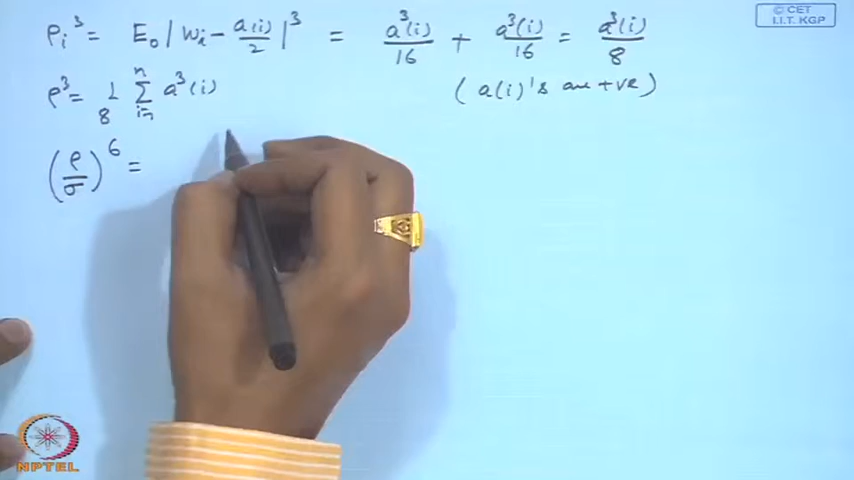 ρᵢ³ = E₀ | Wᵢ - a(i)/2 |³ = a³(i)/16 + a³(i)/16 = a³(i)/8
ρ³ = 1/8 Σⁿᵢ₌₁ a³(i) ( a(i)'s are +ve )
(ρ/σ)⁶ =
© CET
I.I.T. KGP
NPTEL